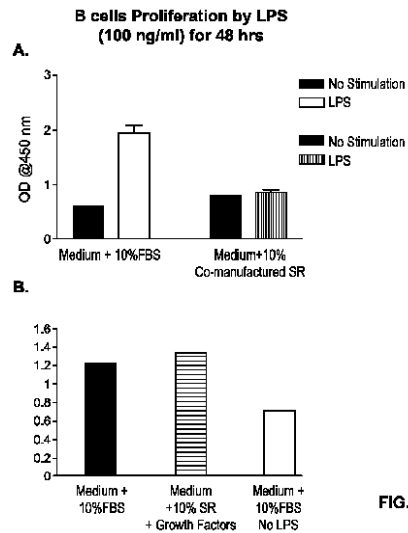 B cells Proliferation by LPS
(100 ng/ml) for 48 hrs
A.
3
2
1
0
OD @450 nm
No Stimulation
LPS
No Stimulation
LPS
Medium + 10%FBS
Medium+10%
Co-manufactured SR
B.
1.6
1.4
1.2
1
0.8
0.6
0.4
0.2
0
Medium +
10%FBS
Medium
+10% SR
+ Growth Factors
Medium +
10%FBS
No LPS
FIG.